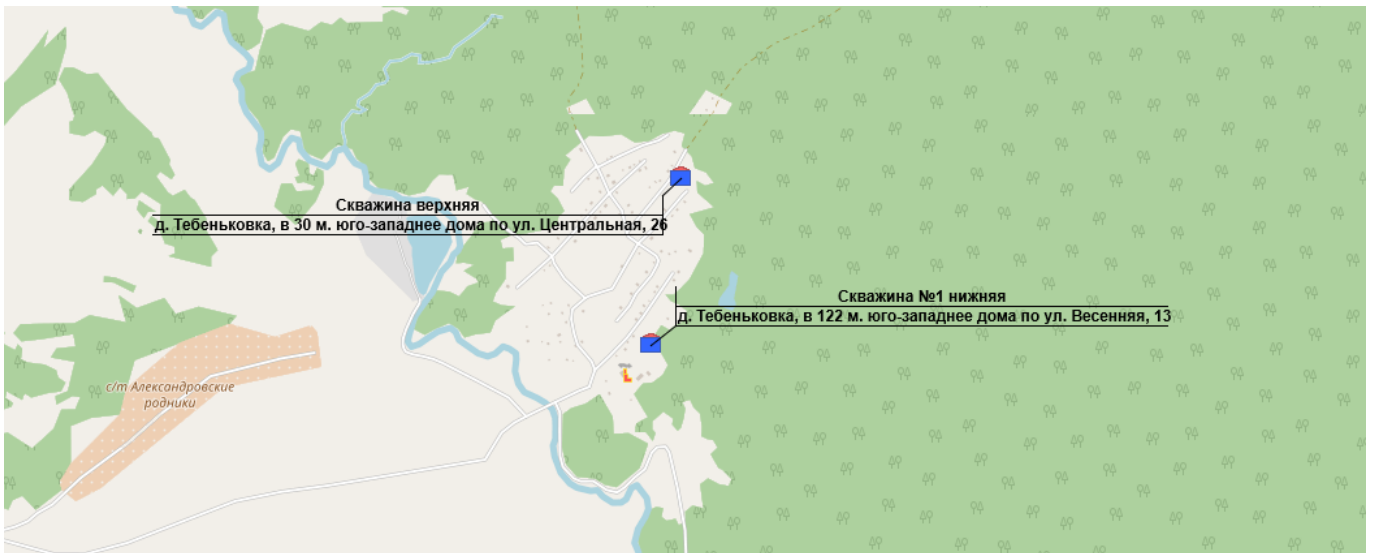 Скважина верхняя
д. Тебеньковка, в 30 м. юго-западнее дома по ул. Центральная, 26
Скважина №1 нижняя
д. Тебеньковка, в 122 м. юго-западнее дома по ул. Весенняя, 13
с/т Александровские
родники